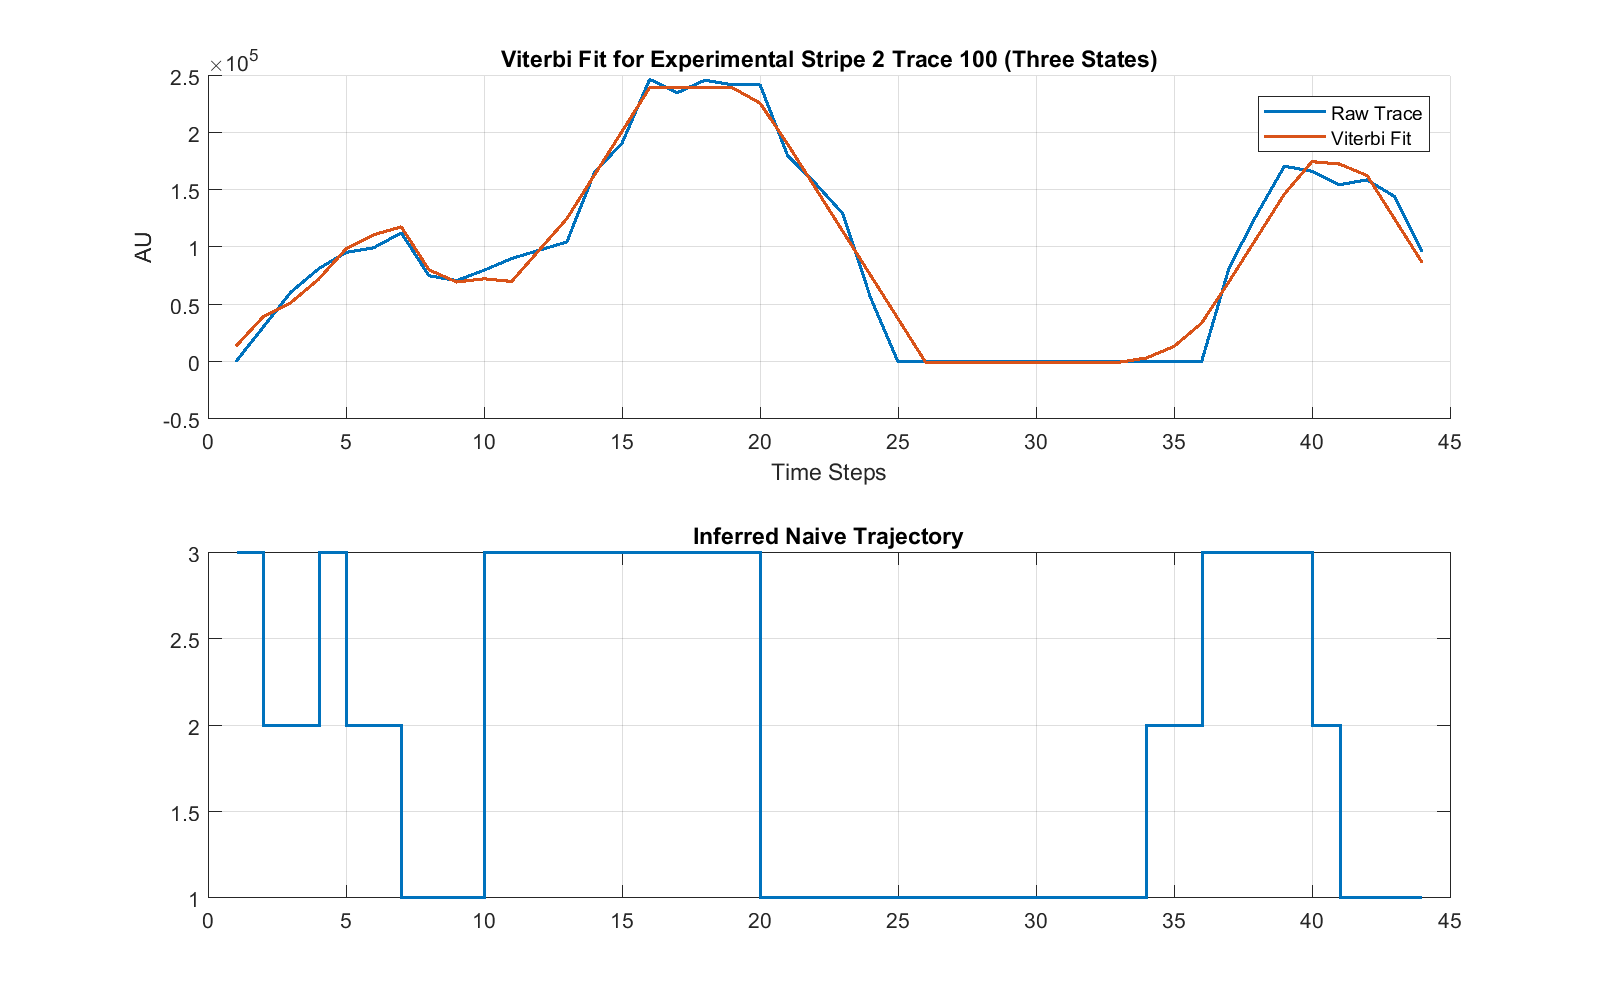 Viterbi Fit for Experimental Stripe 2 Trace 100 (Three States)
×10^5
2.5
2
1.5
1
0.5
0
-0.5
AU
Raw Trace
Viterbi Fit
0 5 10 15 20 25 30 35 40 45
Time Steps
Inferred Naive Trajectory
3
2.5
2
1.5
1
0 5 10 15 20 25 30 35 40 45